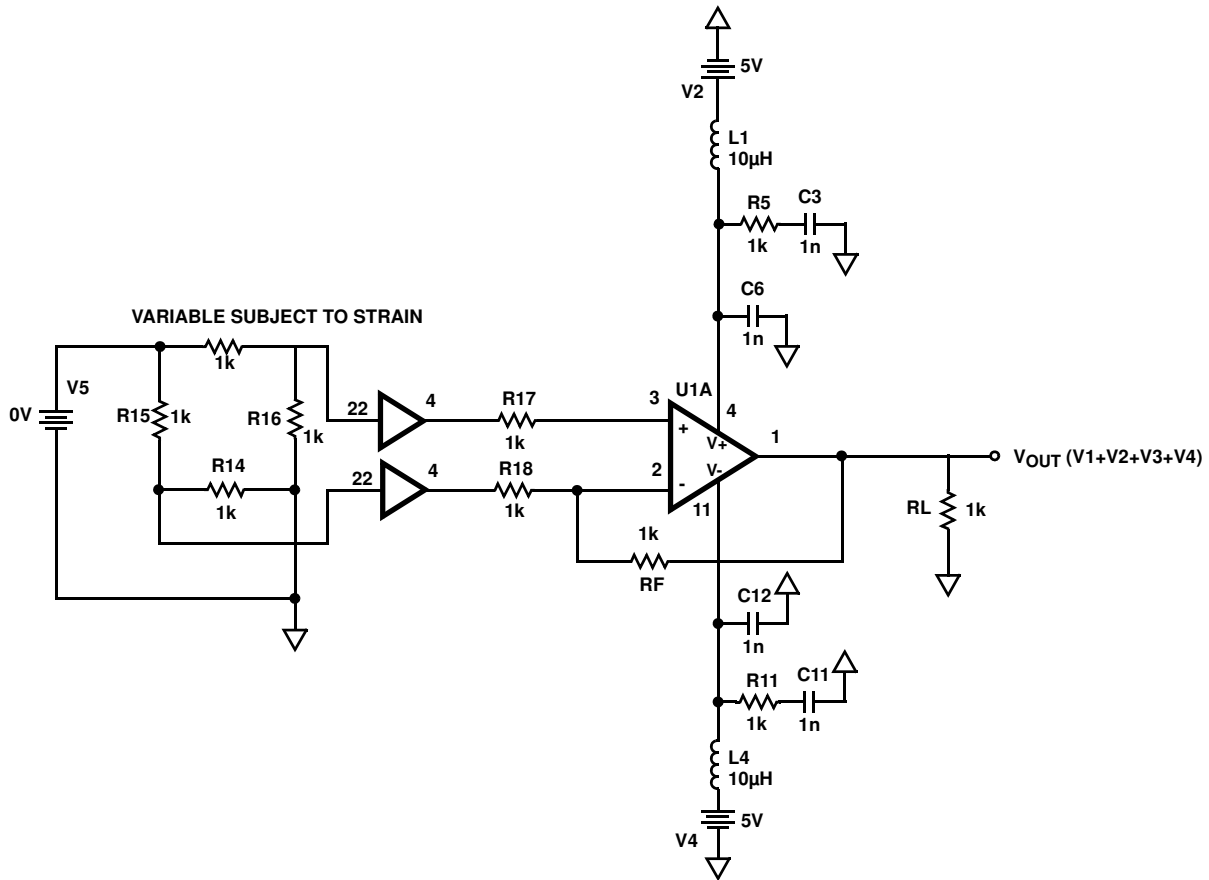 5V
V2
L1
10µH
R5
C3
1k
1n
C6
1n
VARIABLE SUBJECT TO STRAIN
1k
V5
0V
R15
1k
R16
1k
R14
1k
22
4
R17
1k
22
4
R18
1k
U1A
3
+
4
V+
1
2
-
V-
11
VOUT (V1+V2+V3+V4)
RL
1k
1k
RF
C12
1n
R11
C11
1k
1n
L4
10µH
5V
V4